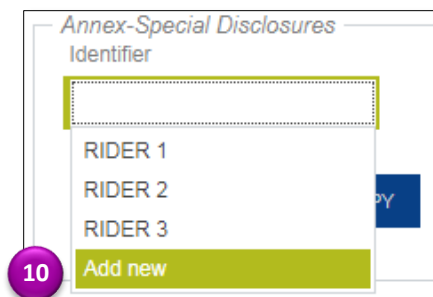 Annex-Special Disclosures
Identifier
RIDER 1
RIDER 2
PY
RIDER 3
10
Add new